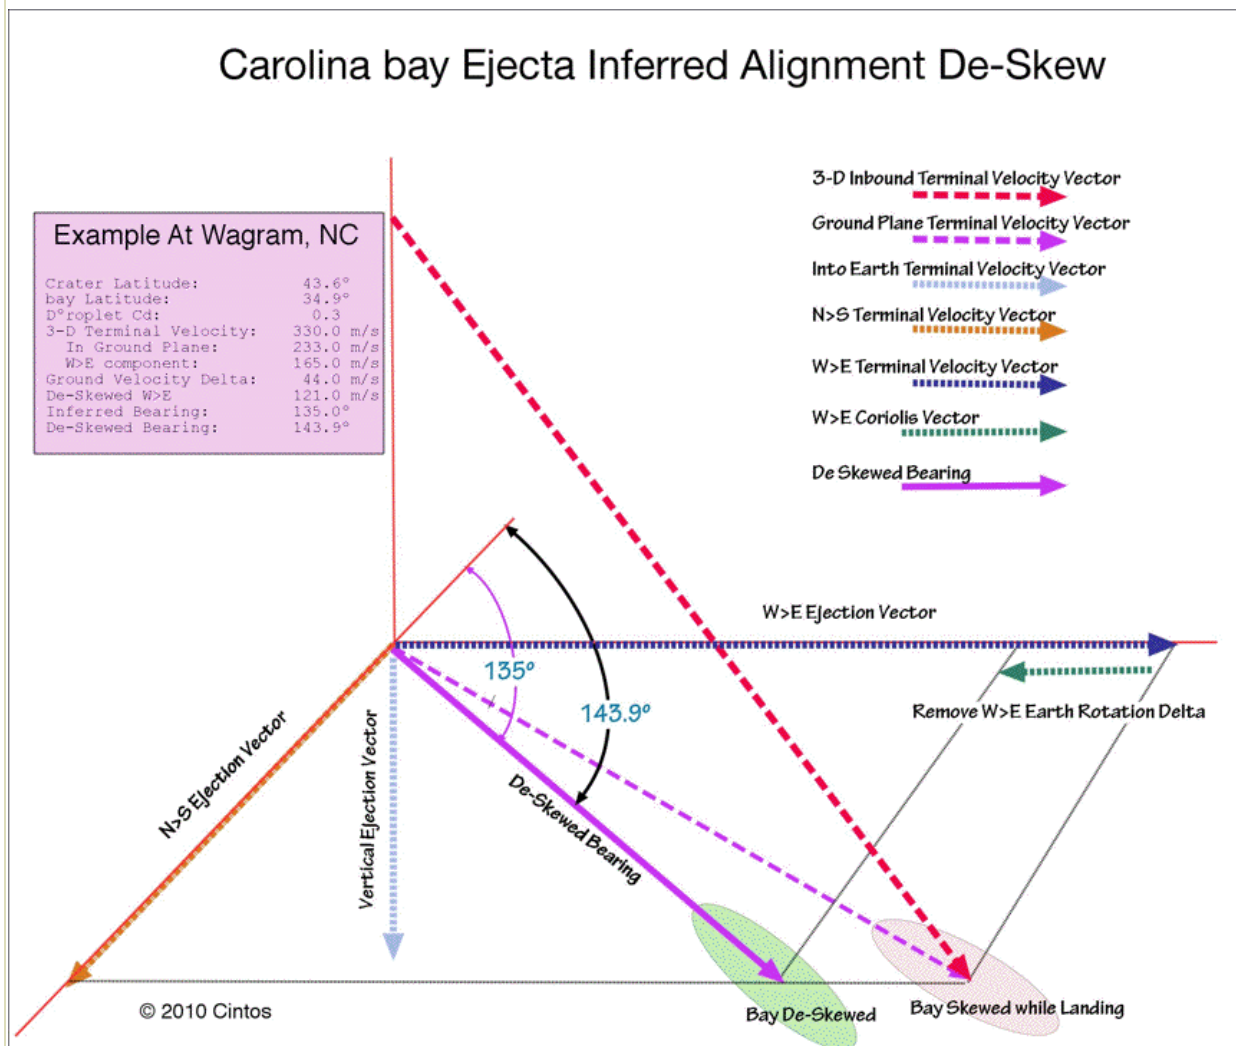 Carolina bay Ejecta Inferred Alignment De-Skew
Example At Wagram, NC
Crater Latitude: 43.6°
bay Latitude: 34.9°
D°roplet Cd: 0.3
3-D Terminal Velocity: 330.0 m/s
In Ground Plane: 233.0 m/s
W>E component: 165.0 m/s
Ground Velocity Delta: 44.0 m/s
De-Skewed W>E 121.0 m/s
Inferred Bearing: 135.0°
De-Skewed Bearing: 143.9°
3-D Inbound Terminal Velocity Vector
Ground Plane Terminal Velocity Vector
Into Earth Terminal Velocity Vector
N>S Terminal Velocity Vector
W>E Terminal Velocity Vector
W>E Coriolis Vector
De Skewed Bearing
W>E Ejection Vector
135°
143.9°
Remove W>E Earth Rotation Delta
N>S Ejection Vector
Vertical Ejection Vector
De-Skewed Bearing
Bay De-Skewed
Bay Skewed while Landing
© 2010 Cintos